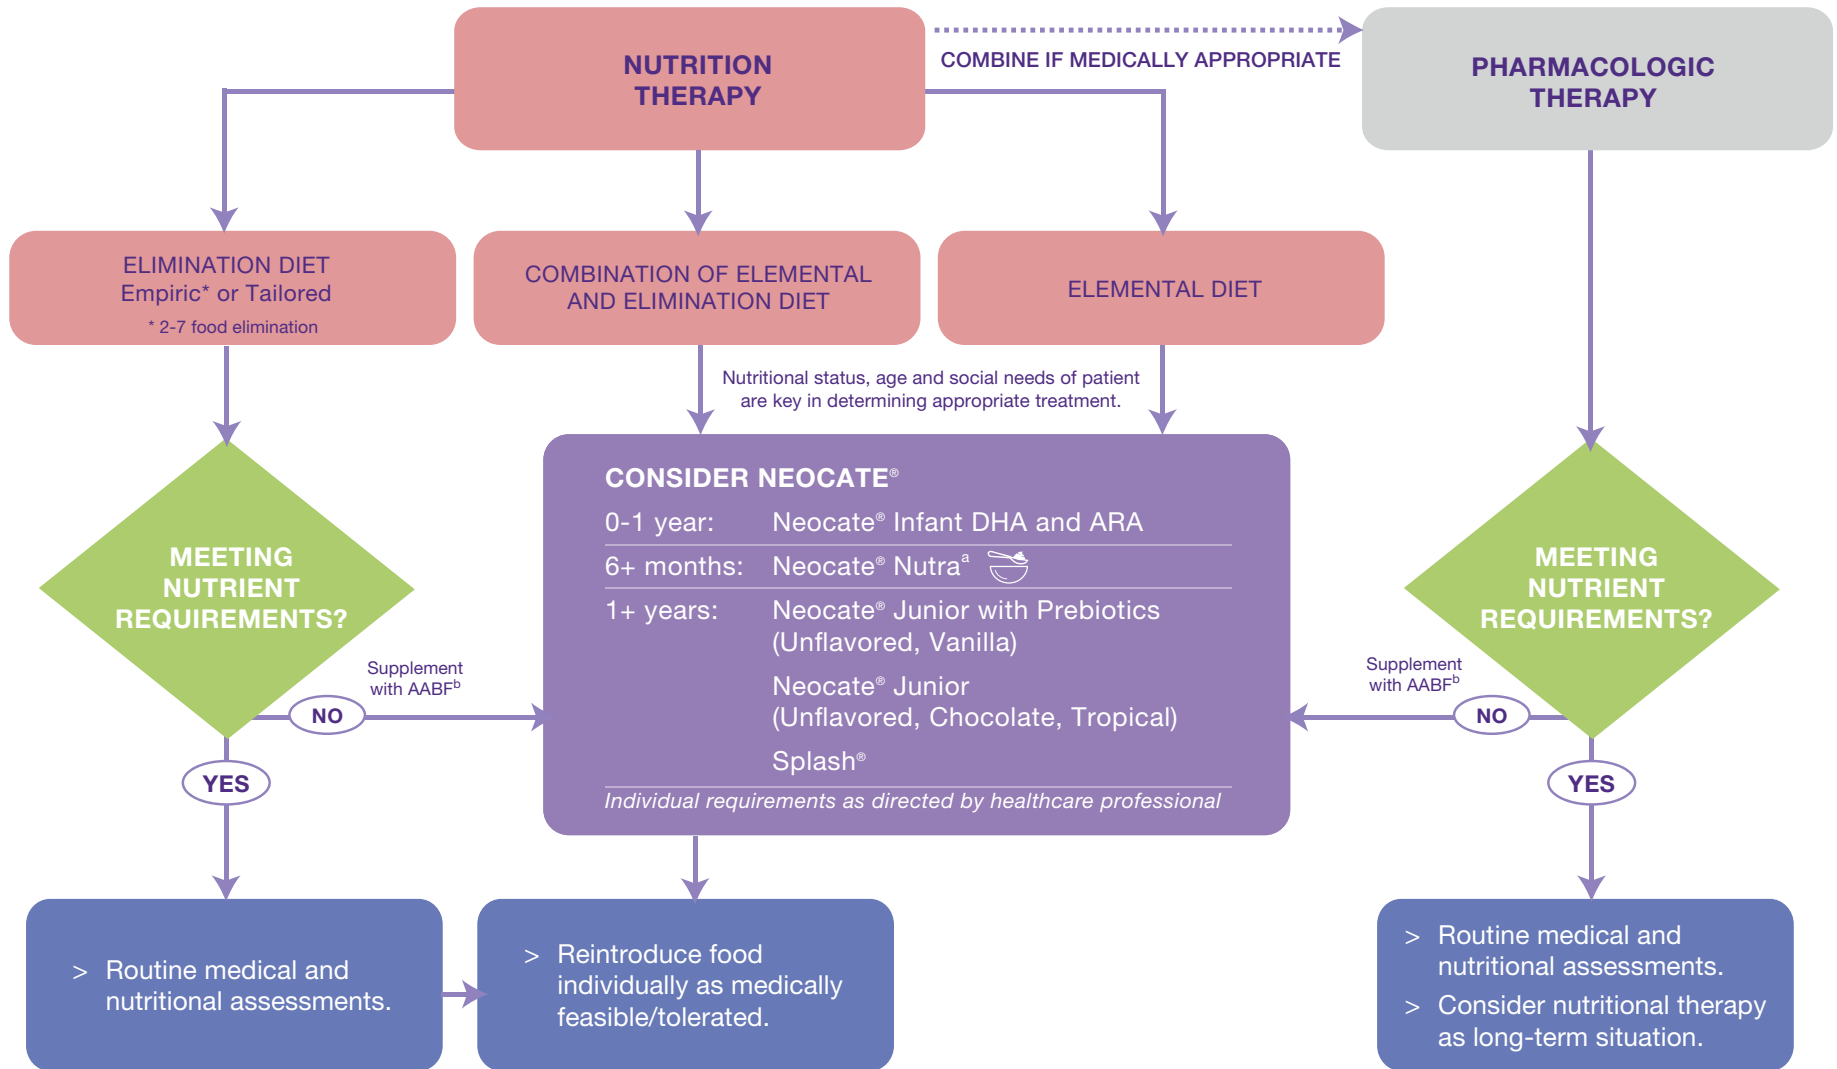 NUTRITION
THERAPY
COMBINE IF MEDICALLY APPROPRIATE
PHARMACOLOGIC
THERAPY
ELIMINATION DIET
Empiric* or Tailored
* 2-7 food elimination
COMBINATION OF ELEMENTAL
AND ELIMINATION DIET
ELEMENTAL DIET
Nutritional status, age and social needs of patient
are key in determining appropriate treatment.
MEETING
NUTRIENT
REQUIREMENTS?
Supplement
with AABFᵇ
NO
YES
CONSIDER NEOCATE®
0-1 year: Neocate® Infant DHA and ARA
6+ months: Neocate® Nutraᵃ
1+ years: Neocate® Junior with Prebiotics
(Unflavored, Vanilla)
Neocate® Junior
(Unflavored, Chocolate, Tropical)
Splash®
Individual requirements as directed by healthcare professional
MEETING
NUTRIENT
REQUIREMENTS?
Supplement
with AABFᵇ
NO
YES
> Routine medical and
nutritional assessments.
> Reintroduce food
individually as medically
feasible/tolerated.
> Routine medical and
nutritional assessments.
> Consider nutritional therapy
as long-term situation.